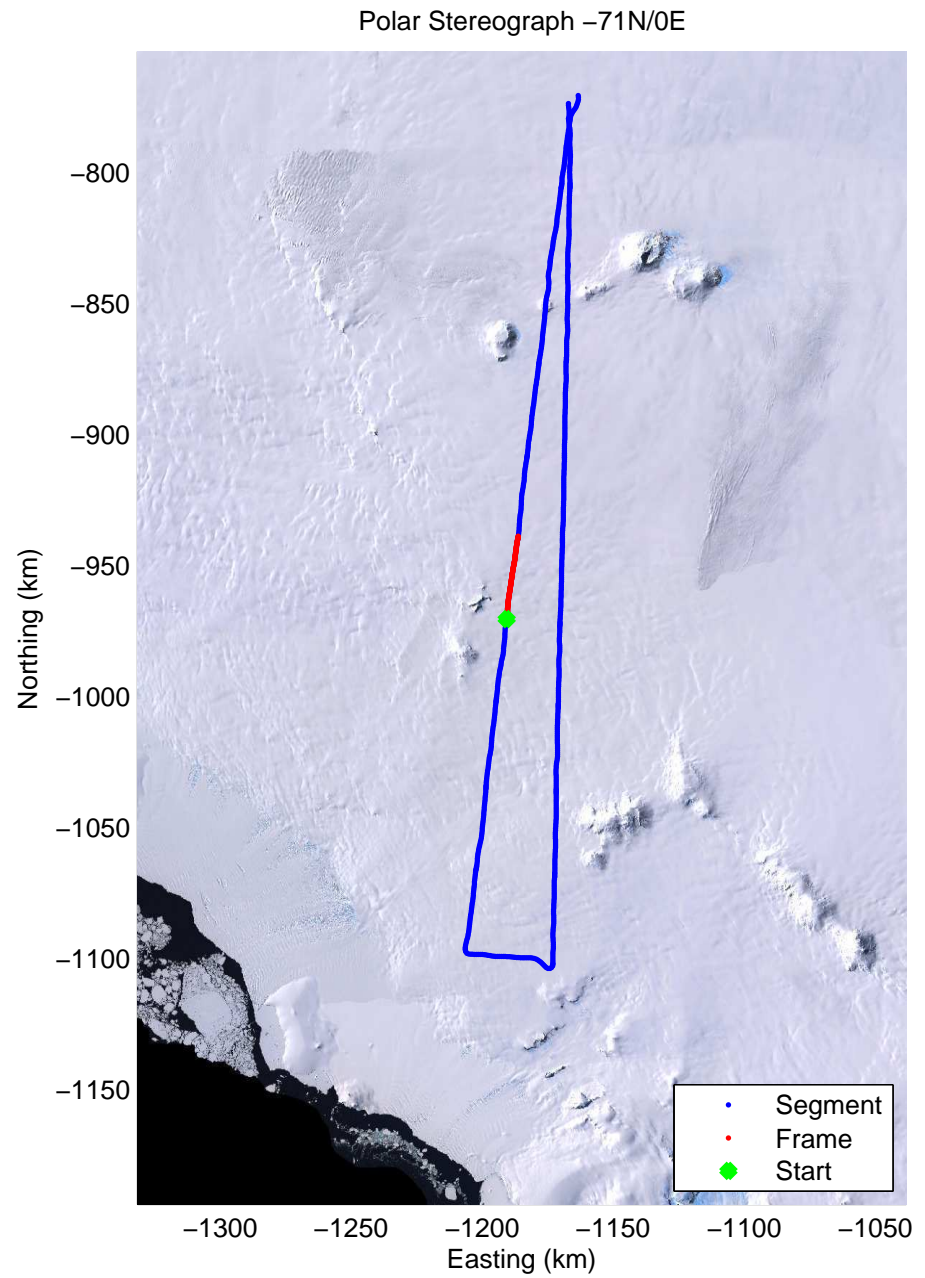 Polar Stereograph −71N/0E
−800
−850
−900
−950
−1000
−1050
−1100
−1150
Northing (km)
Segment
Frame
Start
−1300 −1250 −1200 −1150 −1100 −1050
Easting (km)